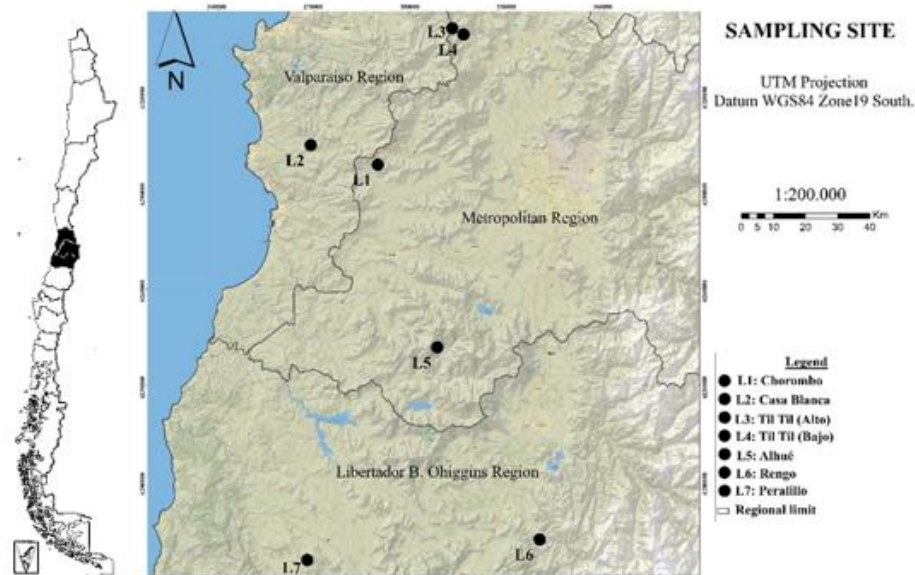 SAMPLING SITE
UTM Projection
Datum WGS84 Zone19 South.
1:200.000
Km
0 5 10 20 30 40
Legend
L1: Chorombo
L2: Casa Blanca
L3: Til Til (Alto)
L4: Til Til (Bajo)
L5: Alhué
L6: Rengo
L7: Peralillo
Regional limit
N
L3
L4
Valparaiso Region
L2
L1
Metropolitan Region
L5
Libertador B. Ohiggins Region
L6
L7